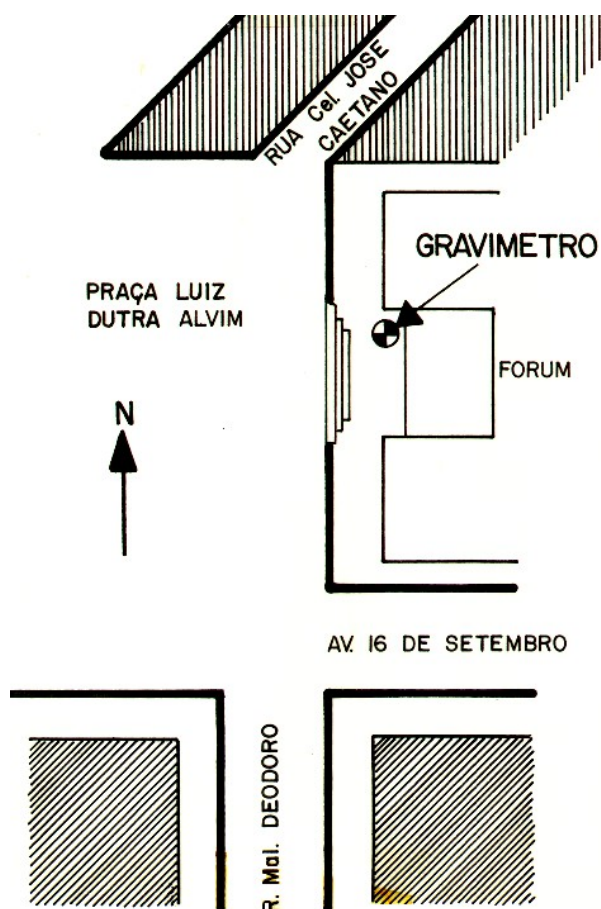 RUA Cel. JOSE
CAETANO
GRAVIMETRO
PRAÇA LUIZ
DUTRA ALVIM
FORUM
N
AV. 16 DE SETEMBRO
R. Mal. DEODORO